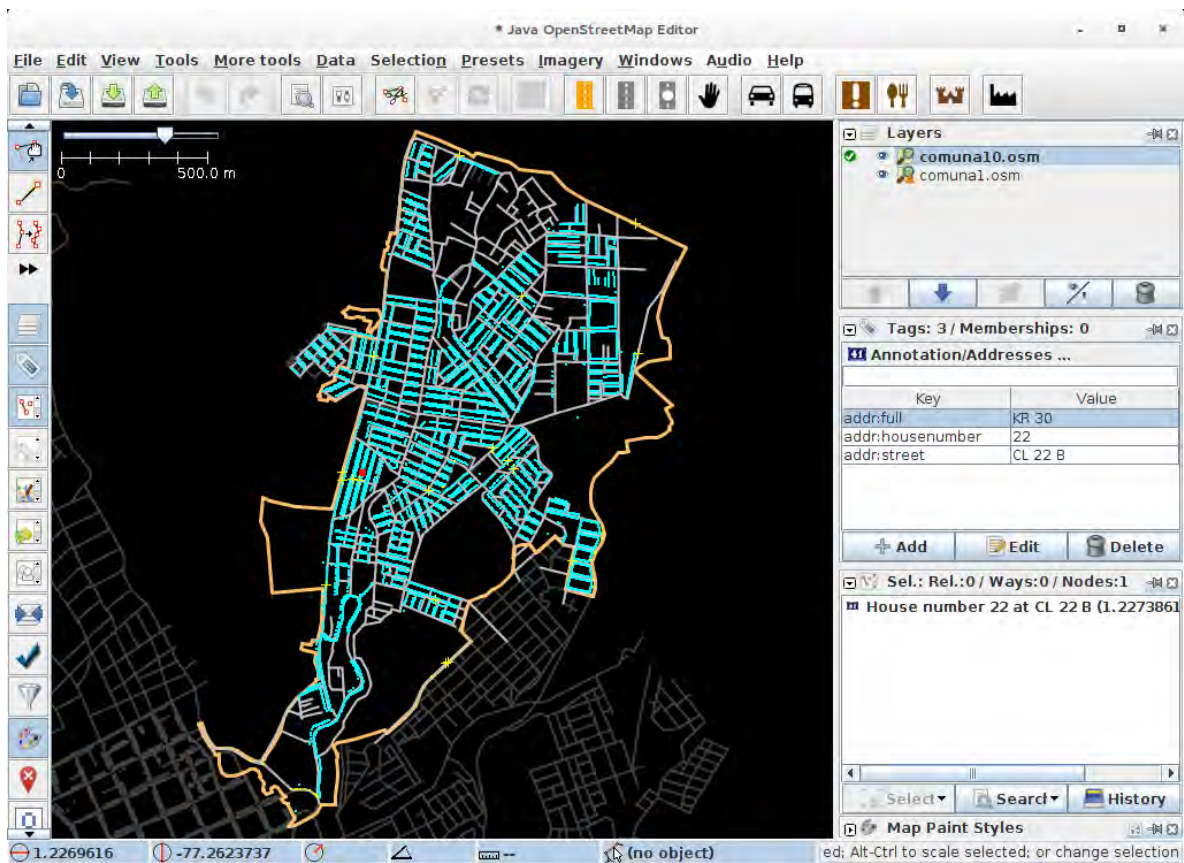 * Java OpenStreetMap Editor
File Edit View Tools More tools Data Selection Presets Imagery Windows Audio Help
0 500.0 m
Layers
comuna10.osm
comuna1.osm
Tags: 3 / Memberships: 0
Annotation/Addresses ...
Key Value
addr:full KR 30
addr:housenumber 22
addr:street CL 22 B
Add Edit Delete
Sel.: Rel.:0 / Ways:0 / Nodes:1
House number 22 at CL 22 B (1.2273861
Select Search History
Map Paint Styles
1.2269616 -77.2623737 -- (no object) ed; Alt-Ctrl to scale selected; or change selection